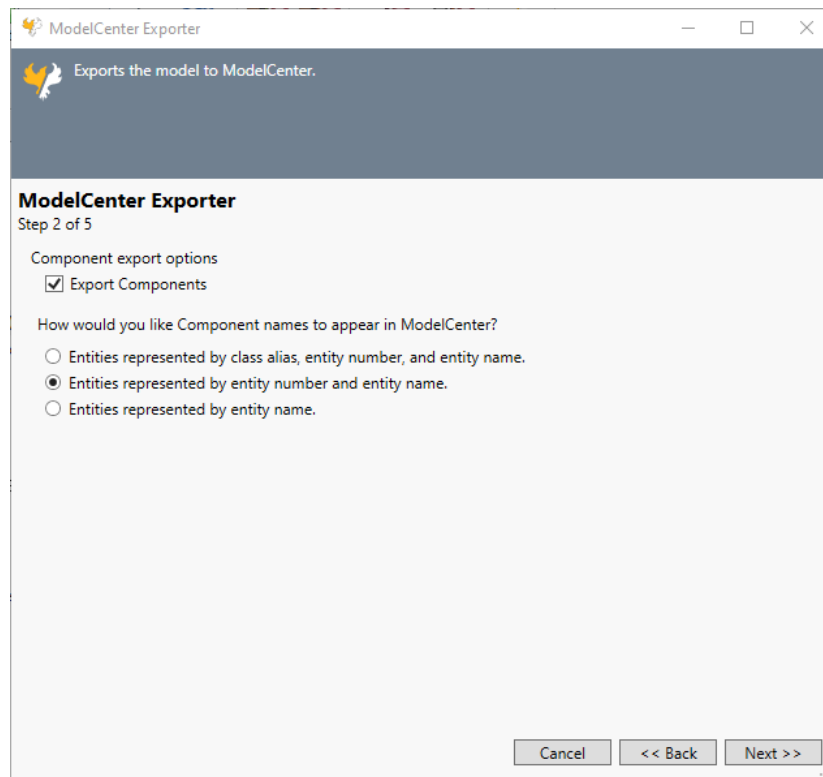 ModelCenter Exporter
Exports the model to ModelCenter.
ModelCenter Exporter
Step 2 of 5
Component export options
Export Components
How would you like Component names to appear in ModelCenter?
Entities represented by class alias, entity number, and entity name.
Entities represented by entity number and entity name.
Entities represented by entity name.
Cancel
<< Back
Next >>